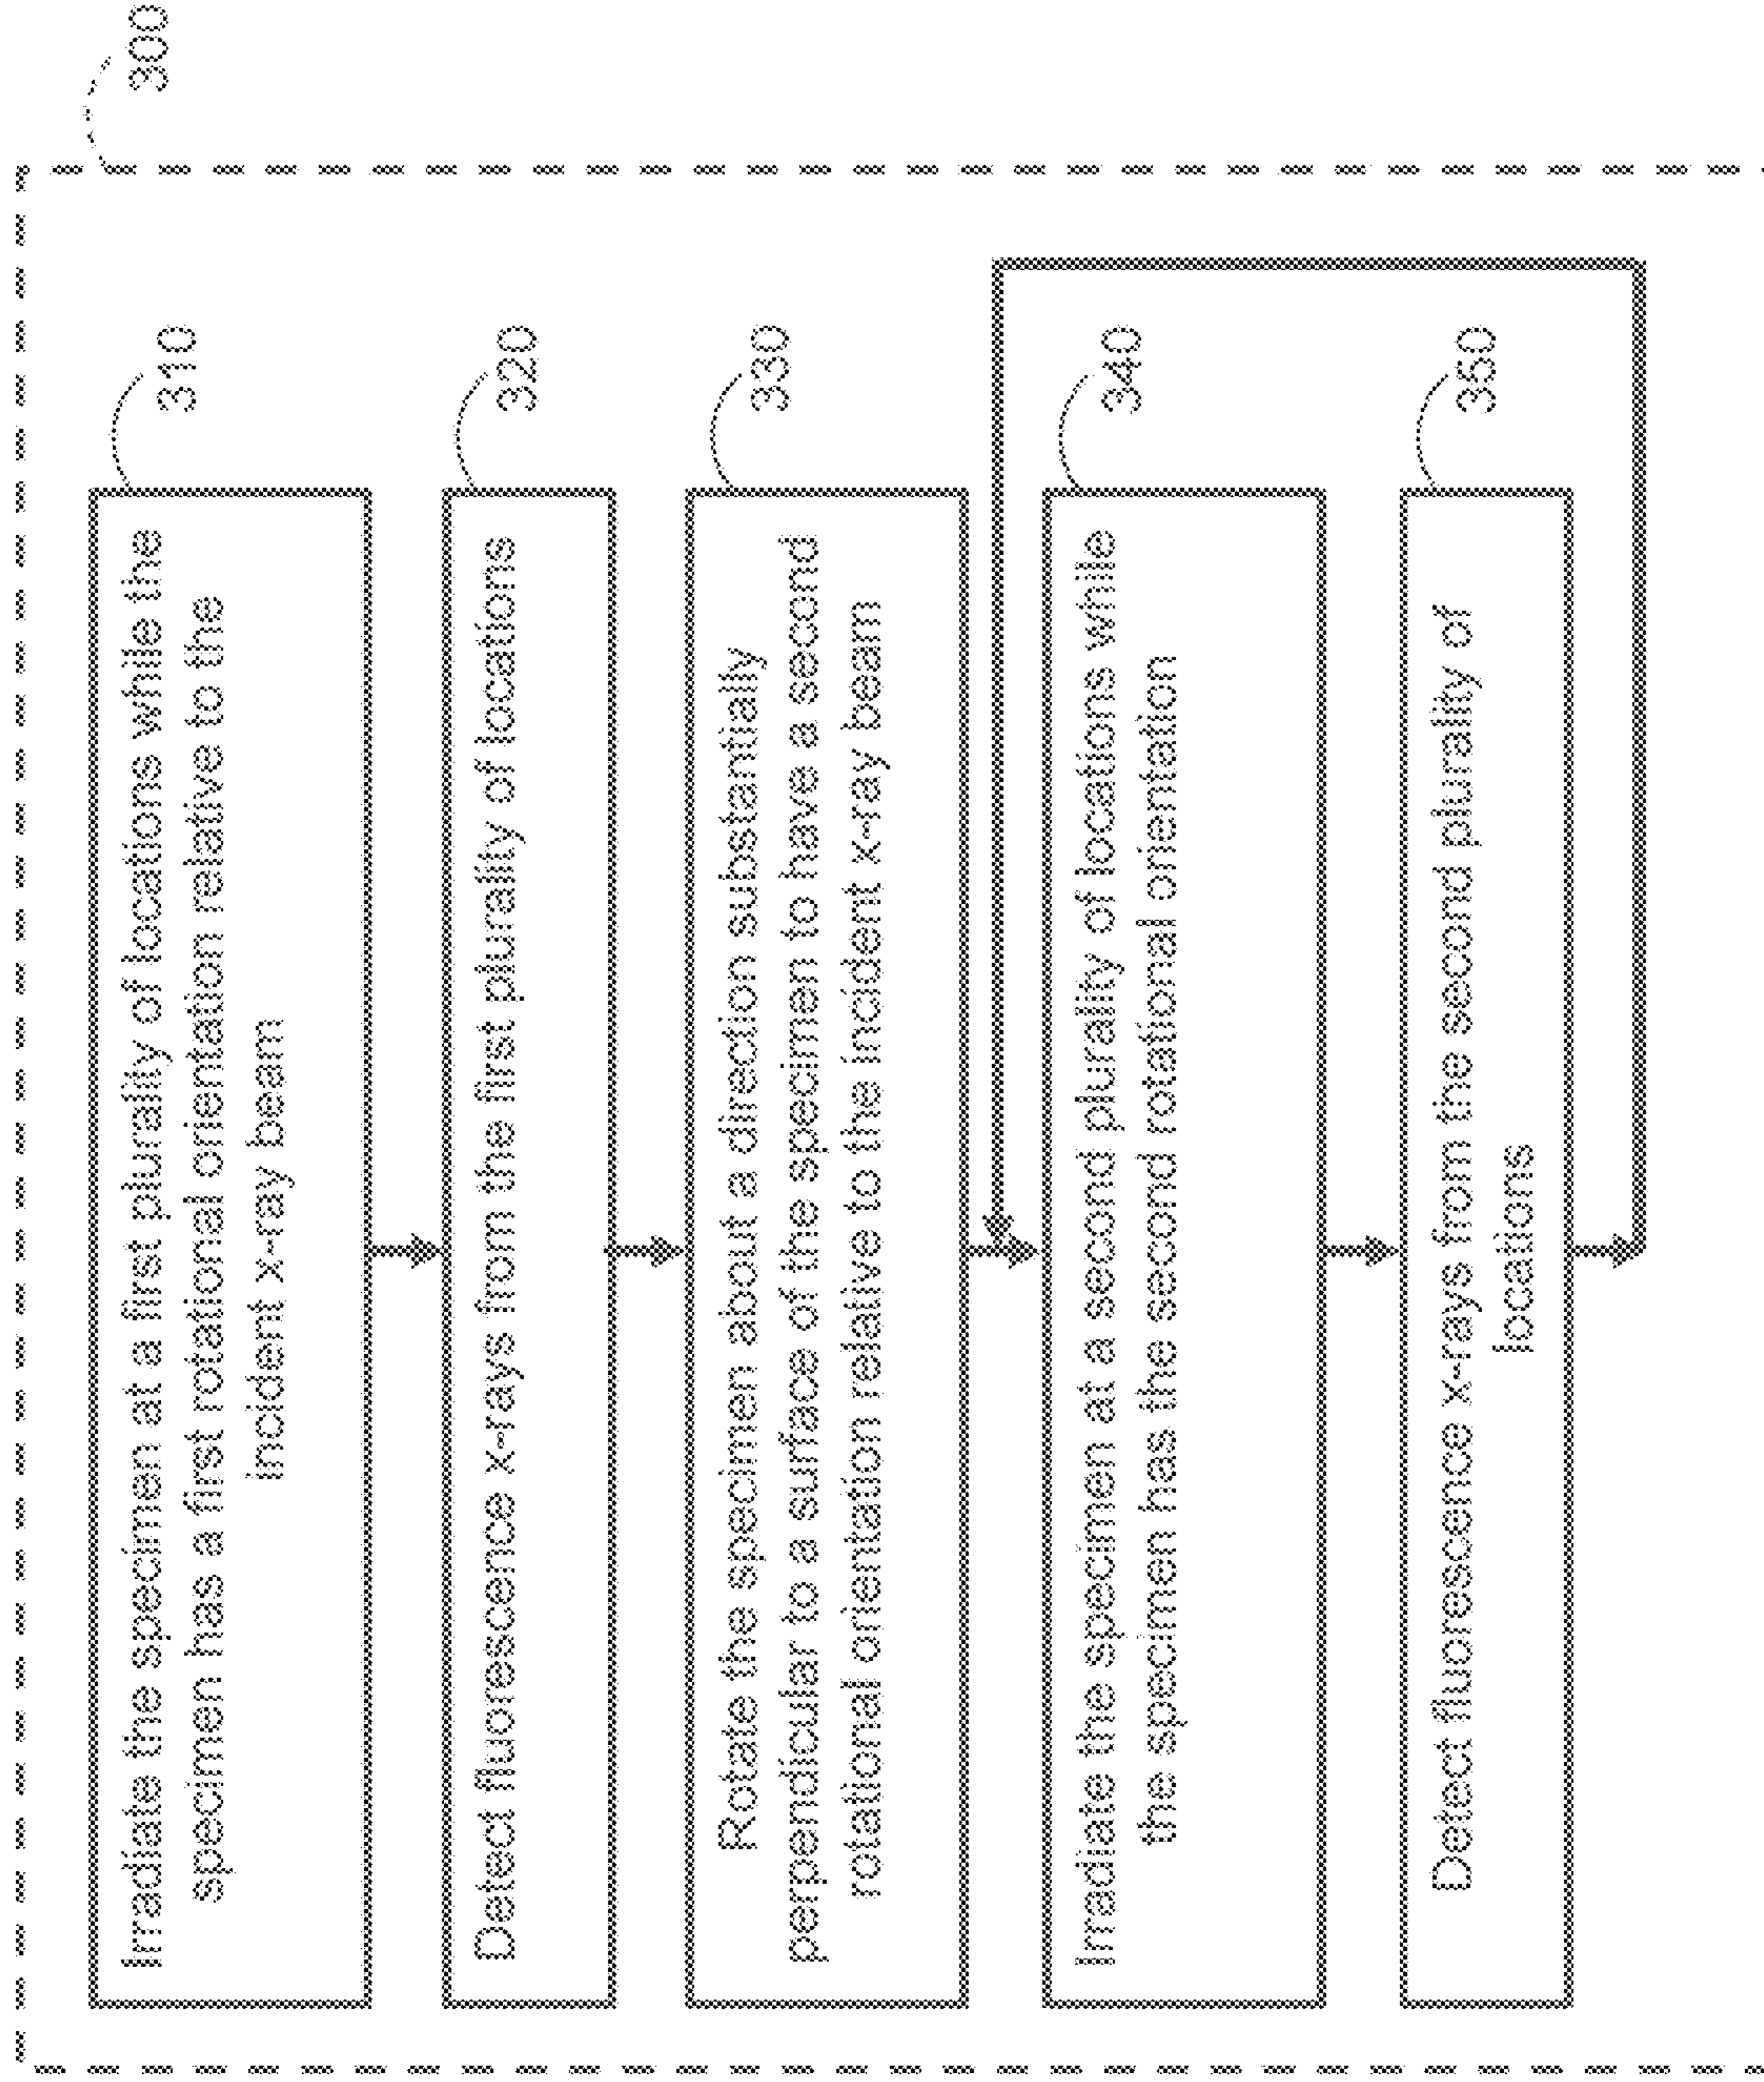 300
310
Irradiate the specimen at a first plurality of locations while the
specimen has a first rotational orientation relative to the
incident x-ray beam
320
Detect fluorescence x-rays from the first plurality of locations
330
Rotate the specimen about a direction substantially
perpendicular to a surface of the specimen to have a second
rotational orientation relative to the incident x-ray beam
340
Irradiate the specimen at a second plurality of locations while
the specimen has the second rotational orientation
350
Detect fluorescence x-rays from the second plurality of
locations